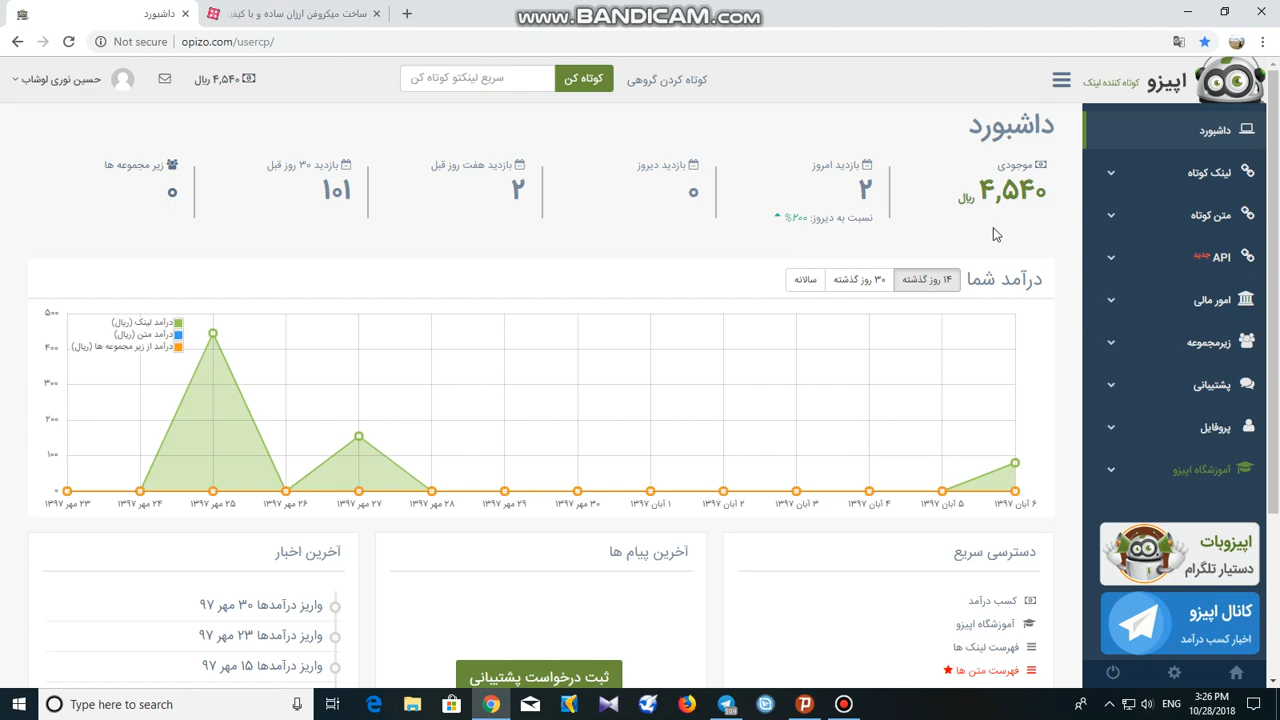 داشبورد
ساخت میکروفن ارزان ساده و با کیف
www.BANDICAM.com
Not secure
opizo.com/usercp/
اپیزو
کوتاه کننده لینک
کوتاه کردن گروهی
کوتاه کن
سریع لینکتو کوتاه کن
۴,۵۴۰ ریال
حسین نوری لوشاب
داشبورد
لینک کوتاه
متن کوتاه
API جدید
امور مالی
زیرمجموعه
پشتیبانی
پروفایل
آموزشگاه اپیزو
اپیزوبات
دستیار تلگرام
کانال اپیزو
اخبار کسب درآمد
داشبورد
موجودی
۴,۵۴۰ ریال
بازدید امروز
۲
نسبت به دیروز: ۲۰۰%
بازدید دیروز
۰
بازدید هفت روز قبل
۲
بازدید ۳۰ روز قبل
۱۰۱
زیر مجموعه ها
۰
درآمد شما
۱۴ روز گذشته
۳۰ روز گذشته
سالانه
درآمد لینک (ریال)
درآمد متن (ریال)
درآمد از زیر مجموعه ها (ریال)
۵۰۰
۴۰۰
۳۰۰
۲۰۰
۱۰۰
۰
۲۳ مهر ۱۳۹۷
۲۴ مهر ۱۳۹۷
۲۵ مهر ۱۳۹۷
۲۶ مهر ۱۳۹۷
۲۷ مهر ۱۳۹۷
۲۸ مهر ۱۳۹۷
۲۹ مهر ۱۳۹۷
۳۰ مهر ۱۳۹۷
۱ آبان ۱۳۹۷
۲ آبان ۱۳۹۷
۳ آبان ۱۳۹۷
۴ آبان ۱۳۹۷
۵ آبان ۱۳۹۷
۶ آبان ۱۳۹۷
دسترسی سریع
کسب درآمد
آموزشگاه اپیزو
فهرست لینک ها
فهرست متن ها
آخرین پیام ها
ثبت درخواست پشتیبانی
آخرین اخبار
واریز درآمدها ۳۰ مهر ۹۷
واریز درآمدها ۲۳ مهر ۹۷
واریز درآمدها ۱۵ مهر ۹۷
Type here to search
ENG
3:26 PM
10/28/2018